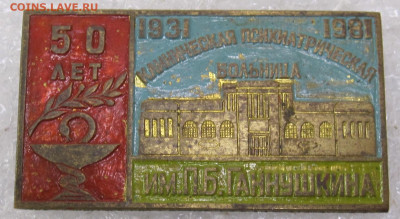 COINS.LAVE.RU
50
ЛЕТ
1931 1981
КЛИНИЧЕСКАЯ ПСИХИАТРИЧЕСКАЯ
БОЛЬНИЦА
ИМ. П.Б. ГАННУШКИНА